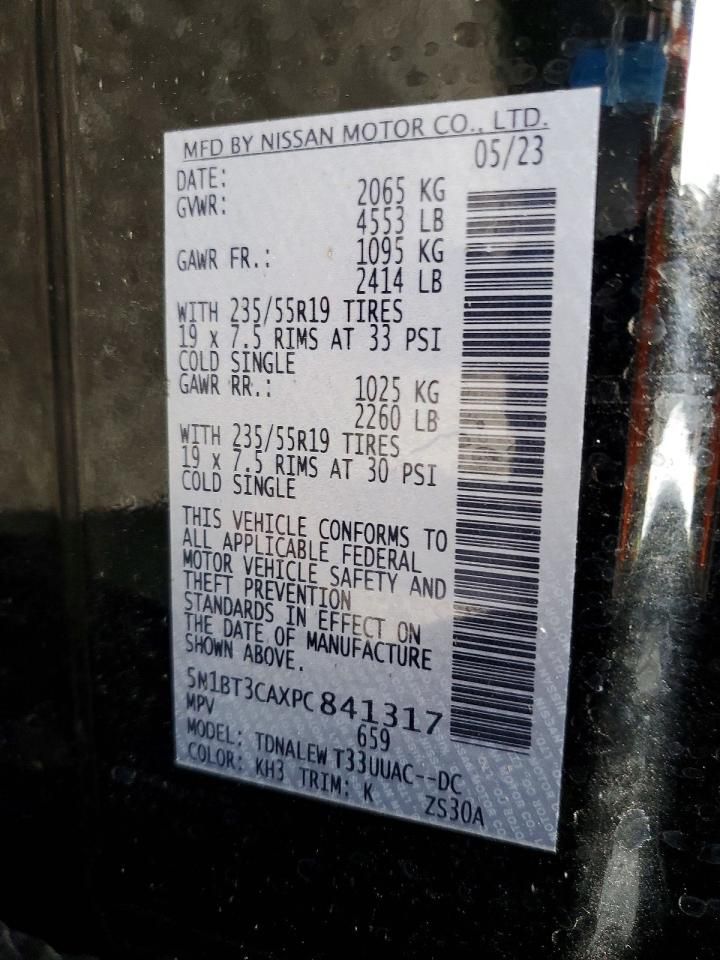 MFD BY NISSAN MOTOR CO., LTD.
DATE: 05/23
GVWR: 2065 KG
4553 LB
GAWR FR.: 1095 KG
2414 LB
WITH 235/55R19 TIRES
19 x 7.5 RIMS AT 33 PSI
COLD SINGLE
GAWR RR.: 1025 KG
2260 LB
WITH 235/55R19 TIRES
19 x 7.5 RIMS AT 30 PSI
COLD SINGLE
THIS VEHICLE CONFORMS TO
ALL APPLICABLE FEDERAL
MOTOR VEHICLE SAFETY AND
THEFT PREVENTION
STANDARDS IN EFFECT ON
THE DATE OF MANUFACTURE
SHOWN ABOVE.
5N1BT3CAXPC841317
MPV 659
MODEL: TDNALEW T33UUAC--DC
COLOR: KH3 TRIM: K ZS30A